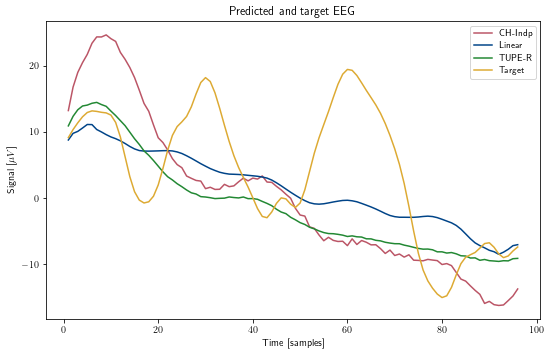 Predicted and target EEG
CH-Indp
Linear
TUPE-R
Target
Signal [μV]
20
10
0
−10
0
20
40
60
80
100
Time [samples]